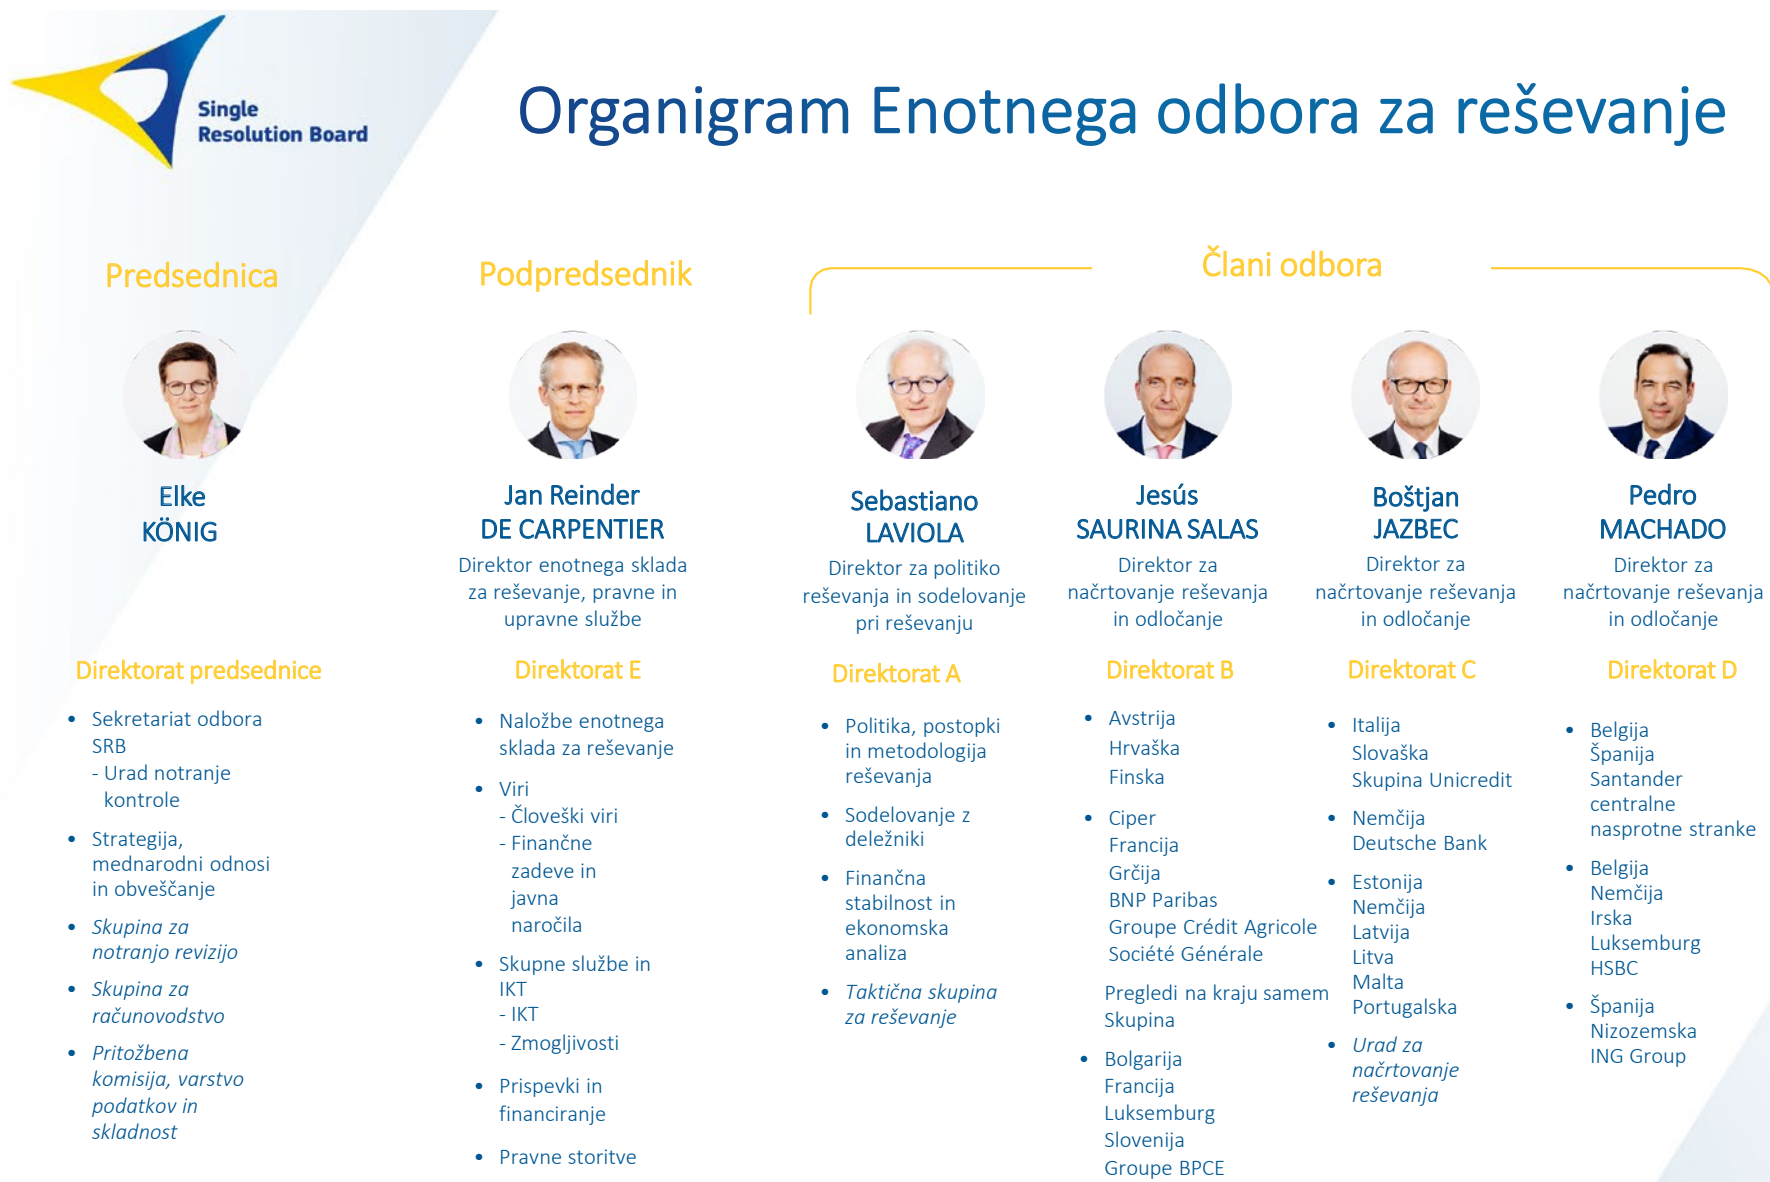 Single
Resolution Board
Organigram Enotnega odbora za reševanje
Predsednica
Elke
KÖNIG
Direktorat predsednice
• Sekretariat odbora
SRB
- Urad notranje
kontrole
• Strategija,
mednarodni odnosi
in obveščanje
• Skupina za
notranjo revizijo
• Skupina za
računovodstvo
• Pritožbena
komisija, varstvo
podatkov in
skladnost
Podpredsednik
Jan Reinder
DE CARPENTIER
Direktor enotnega sklada
za reševanje, pravne in
upravne službe
Direktorat E
• Naložbe enotnega
sklada za reševanje
• Viri
- Človeški viri
- Finančne
zadeve in
javna
naročila
• Skupne službe in
IKT
- IKT
- Zmogljivosti
• Prispevki in
financiranje
• Pravne storitve
Člani odbora
Sebastiano
LAVIOLA
Direktor za politiko
reševanja in sodelovanje
pri reševanju
Direktorat A
• Politika, postopki
in metodologija
reševanja
• Sodelovanje z
deležniki
• Finančna
stabilnost in
ekonomska
analiza
• Taktična skupina
za reševanje
Jesús
SAURINA SALAS
Direktor za
načrtovanje reševanja
in odločanje
Direktorat B
• Avstrija
Hrvaška
Finska
• Ciper
Francija
Grčija
BNP Paribas
Groupe Crédit Agricole
Société Générale
Pregledi na kraju samem
Skupina
• Bolgarija
Francija
Luksemburg
Slovenija
Groupe BPCE
Boštjan
JAZBEC
Direktor za
načrtovanje reševanja
in odločanje
Direktorat C
• Italija
Slovaška
Skupina Unicredit
• Nemčija
Deutsche Bank
• Estonija
Nemčija
Latvija
Litva
Malta
Portugalska
• Urad za
načrtovanje
reševanja
Pedro
MACHADO
Direktor za
načrtovanje reševanja
in odločanje
Direktorat D
• Belgija
Španija
Santander
centralne
nasprotne stranke
• Belgija
Nemčija
Irska
Luksemburg
HSBC
• Španija
Nizozemska
ING Group